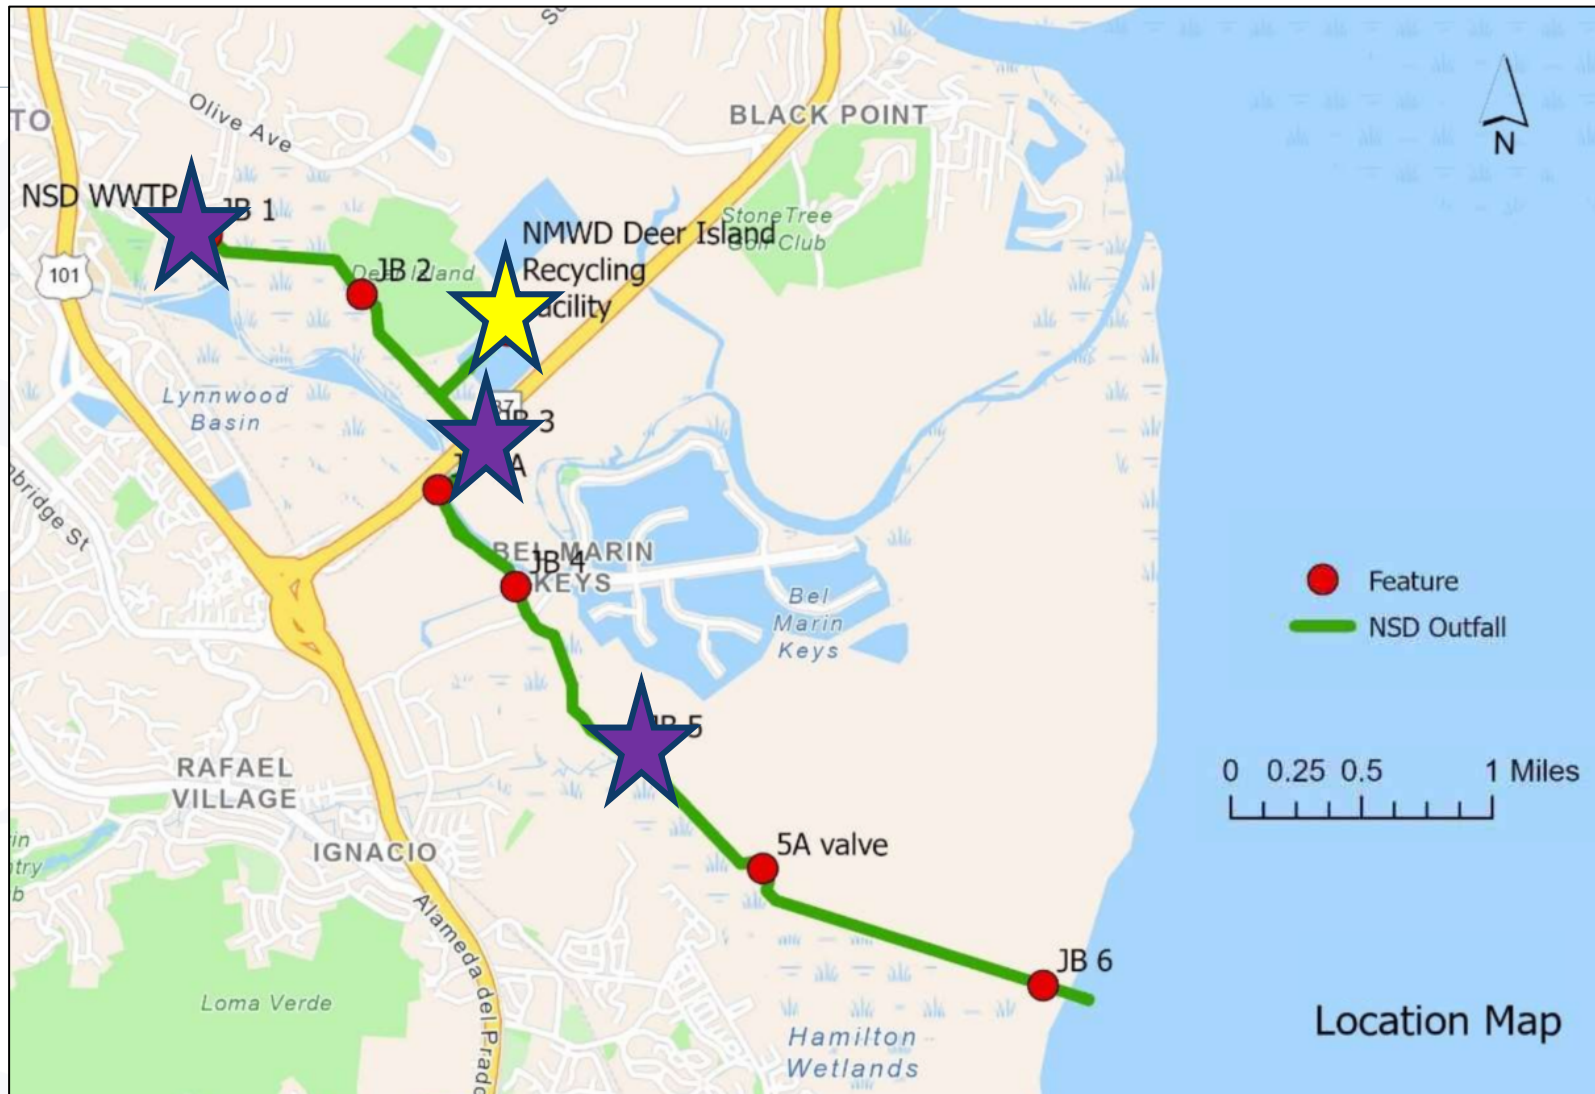 TO
Olive Ave
BLACK POINT
N
NSD WWTP
JB 1
101
JB 2
Deer Island
NMWD Deer Island
Recycling
StoneTree
Golf Club
Lynnwood
Basin
JB 3
BEL MARIN
KEYS
JB 4
Bel
Marin
Keys
Feature
NSD Outfall
JB 5
RAFAEL
VILLAGE
0 0.25 0.5 1 Miles
IGNACIO
5A valve
Alameda del Prado
JB 6
Loma Verde
Hamilton
Wetlands
Location Map